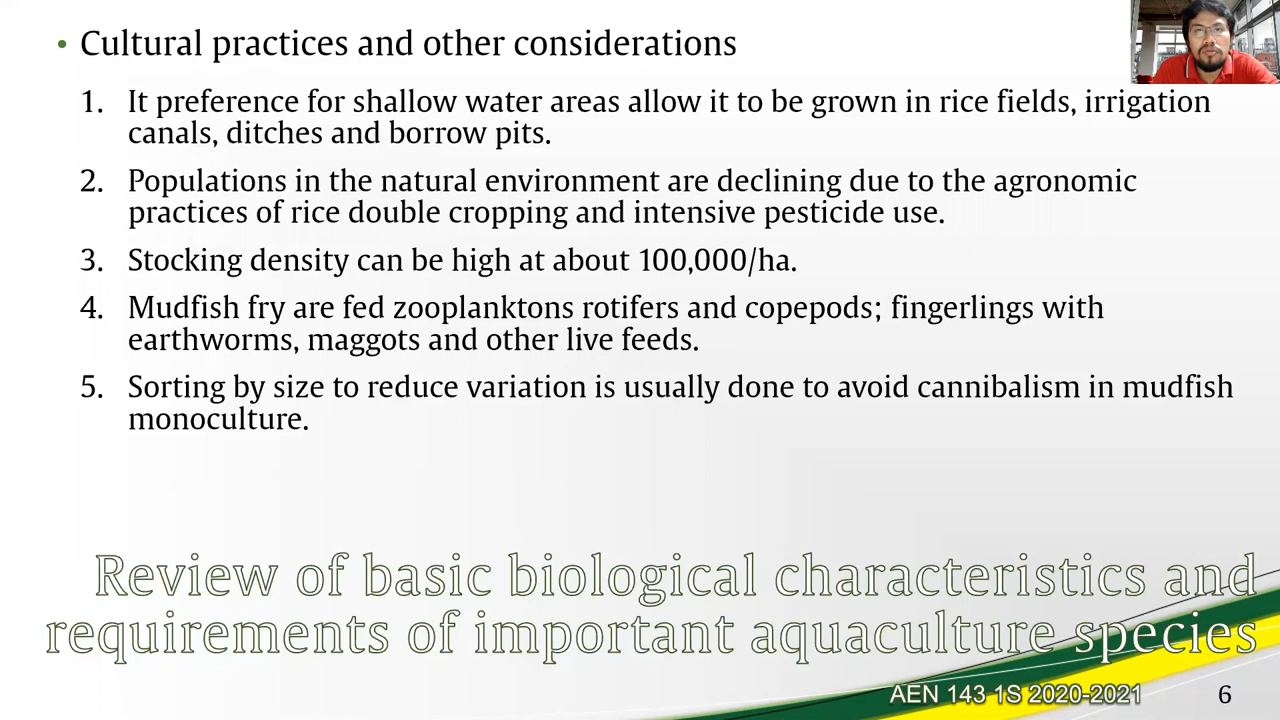 • Cultural practices and other considerations
1. It preference for shallow water areas allow it to be grown in rice fields, irrigation
canals, ditches and borrow pits.
2. Populations in the natural environment are declining due to the agronomic
practices of rice double cropping and intensive pesticide use.
3. Stocking density can be high at about 100,000/ha.
4. Mudfish fry are fed zooplanktons rotifers and copepods; fingerlings with
earthworms, maggots and other live feeds.
5. Sorting by size to reduce variation is usually done to avoid cannibalism in mudfish
monoculture.
Review of basic biological characteristics and
requirements of important aquaculture species
AEN 143 1S 2020-2021
6